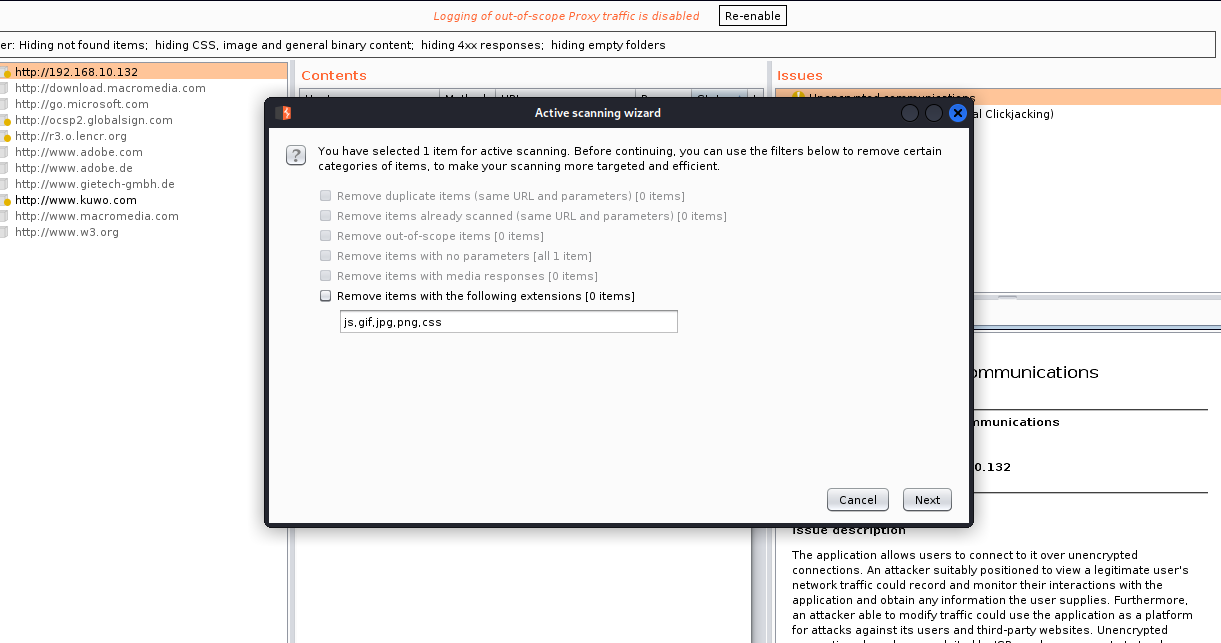 Logging of out-of-scope Proxy traffic is disabled
Re-enable
er: Hiding not found items; hiding CSS, image and general binary content; hiding 4xx responses; hiding empty folders
http://192.168.10.132
http://download.macromedia.com
http://go.microsoft.com
http://ocsp2.globalsign.com
http://r3.o.lencr.org
http://www.adobe.com
http://www.adobe.de
http://www.gietech-gmbh.de
http://www.kuwo.com
http://www.macromedia.com
http://www.w3.org
Contents
Issues
Unencrypted communications
al Clickjacking)
Active scanning wizard
You have selected 1 item for active scanning. Before continuing, you can use the filters below to remove certain
categories of items, to make your scanning more targeted and efficient.
Remove duplicate items (same URL and parameters) [0 items]
Remove items already scanned (same URL and parameters) [0 items]
Remove out-of-scope items [0 items]
Remove items with no parameters [all 1 item]
Remove items with media responses [0 items]
Remove items with the following extensions [0 items]
js,gif,jpg,png,css
Cancel
Next
ommunications
mmunications
0.132
Issue description
The application allows users to connect to it over unencrypted
connections. An attacker suitably positioned to view a legitimate user's
network traffic could record and monitor their interactions with the
application and obtain any information the user supplies. Furthermore,
an attacker able to modify traffic could use the application as a platform
for attacks against its users and third-party websites. Unencrypted